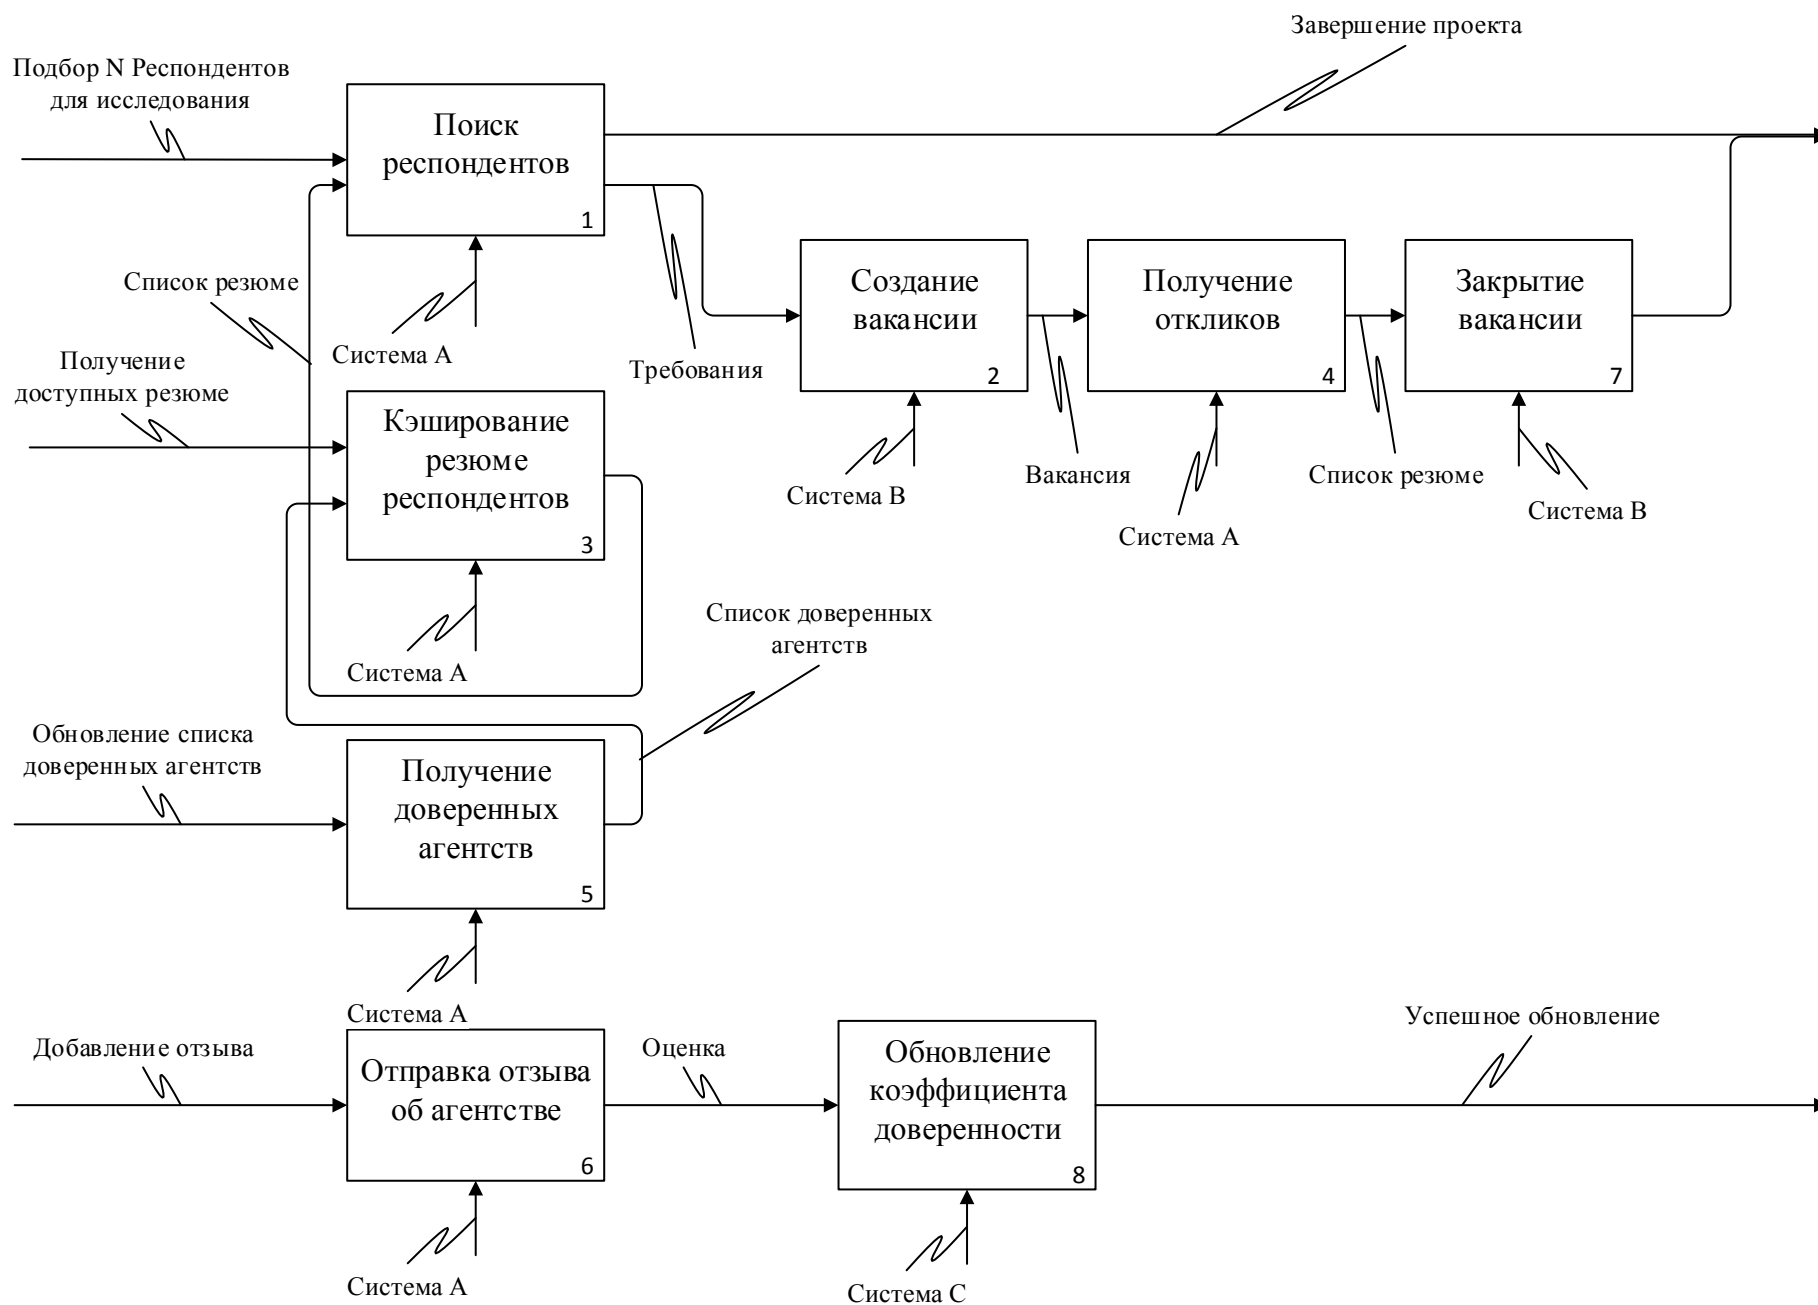 Завершение проекта
Подбор N Респондентов
для исследования
Поиск
респондентов
1
Список резюме
Система А
Требования
Создание
вакансии
2
Получение
откликов
4
Закрытие
вакансии
7
Получение
доступных резюме
Кэширование
резюме
респондентов
3
Система В
Вакансия
Система А
Список резюме
Система В
Система А
Список доверенных
агентств
Обновление списка
доверенных агентств
Получение
доверенных
агентств
5
Система А
Добавление отзыва
Отправка отзыва
об агентстве
6
Оценка
Обновление
коэффициента
доверенности
8
Успешное обновление
Система А
Система С